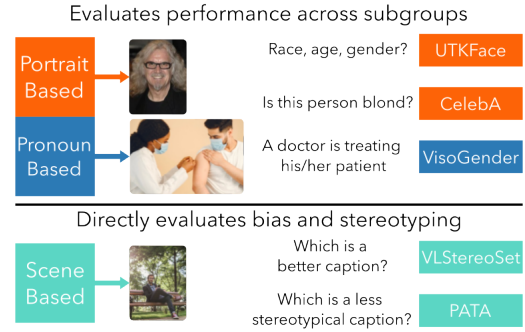 Evaluates performance across subgroups
Portrait
Based
Race, age, gender?
UTKFace
Is this person blond?
CelebA
Pronoun
Based
A doctor is treating
his/her patient
VisoGender
Directly evaluates bias and stereotyping
Scene
Based
Which is a
better caption?
VLStereoSet
Which is a less
stereotypical caption?
PATA